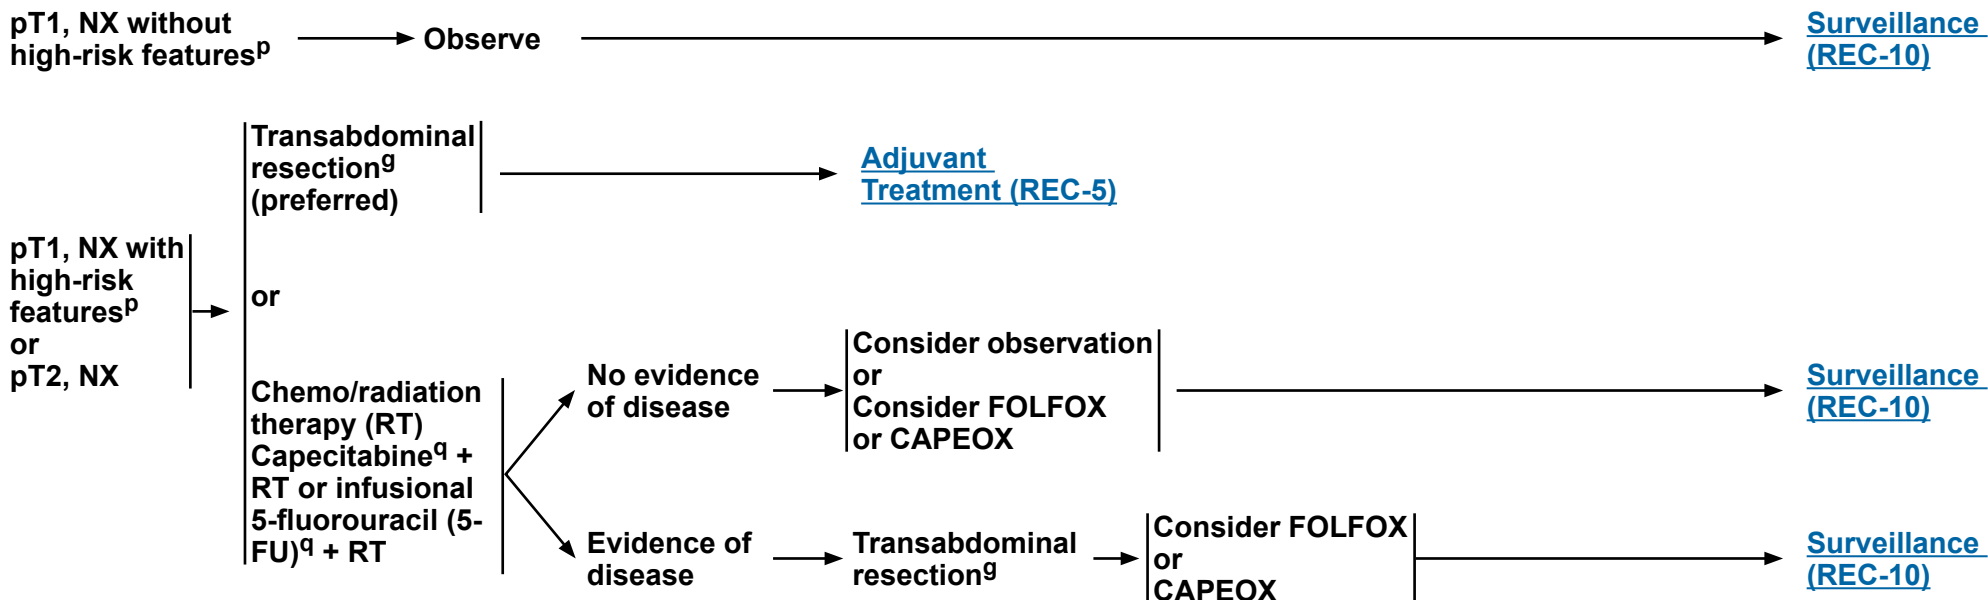 pT1, NX without
high-risk featuresp
Observe
Surveillance
(REC-10)
pT1, NX with
high-risk
featuresp
or
pT2, NX
Transabdominal
resectiong
(preferred)
Adjuvant
Treatment (REC-5)
or
Chemo/radiation
therapy (RT)
Capecitabineq +
RT or infusional
5-fluorouracil (5-
FU)q + RT
No evidence
of disease
Consider observation
or
Consider FOLFOX
or CAPEOX
Surveillance
(REC-10)
Evidence of
disease
Transabdominal
resectiong
Consider FOLFOX
or
CAPEOX
Surveillance
(REC-10)